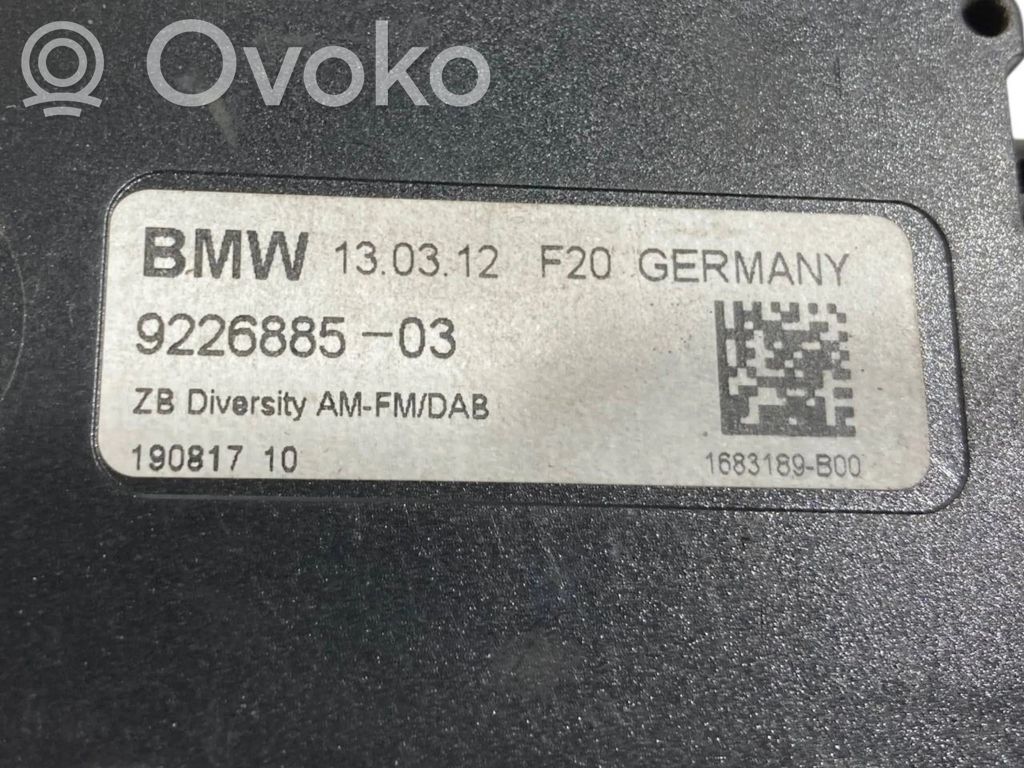 Ovoko
BMW 13.03.12 F20 GERMANY
9226885-03
ZB Diversity AM-FM/DAB
190817 10
1683189-B00